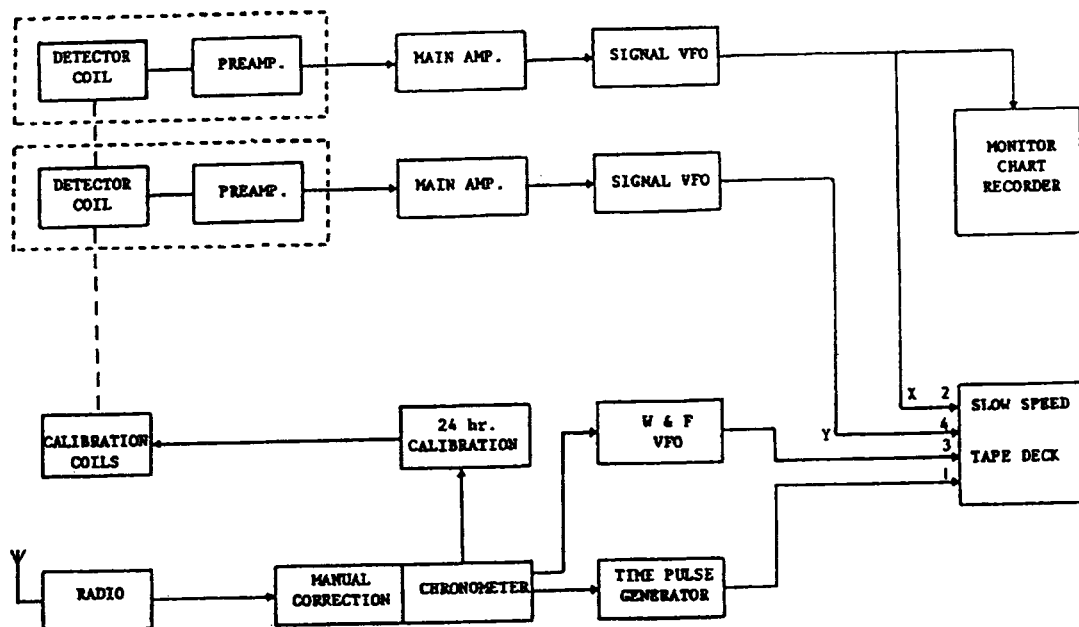 DETECTOR
COIL
PREAMP.
MAIN AMP.
SIGNAL VFO
DETECTOR
COIL
PREAMP.
MAIN AMP.
SIGNAL VFO
MONITOR
CHART
RECORDER
CALIBRATION
COILS
24 hr.
CALIBRATION
W & F
VFO
X 2
Y 4
3
1
SLOW SPEED
TAPE DECK
RADIO
MANUAL
CORRECTION
CHRONOMETER
TIME PULSE
GENERATOR